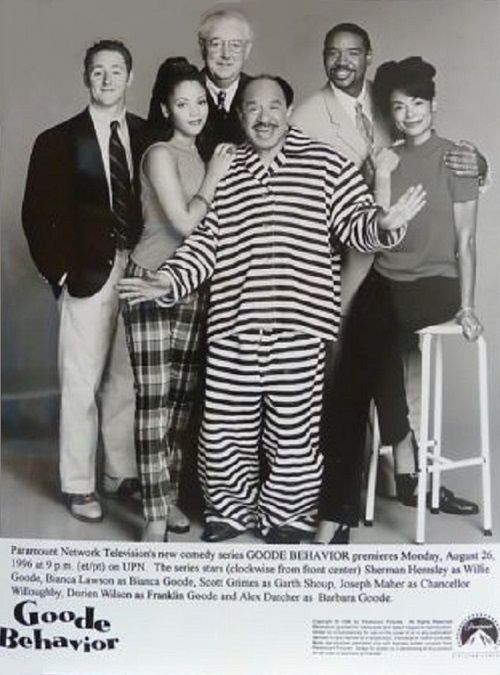 Paramount Network Television's new comedy series GOODE BEHAVIOR premieres Monday, August 26,
1996 at 9 p.m. (et/pt) on UPN. The series stars (clockwise from front center) Sherman Hemsley as Willie
Goode, Bianca Lawson as Bianca Goode, Scott Grimes as Garth Shoup, Joseph Maher as Chancellor
Willoughby, Dorien Wilson as Franklin Goode and Alex Datcher as Barbara Goode.
Goode
Behavior
Paramount